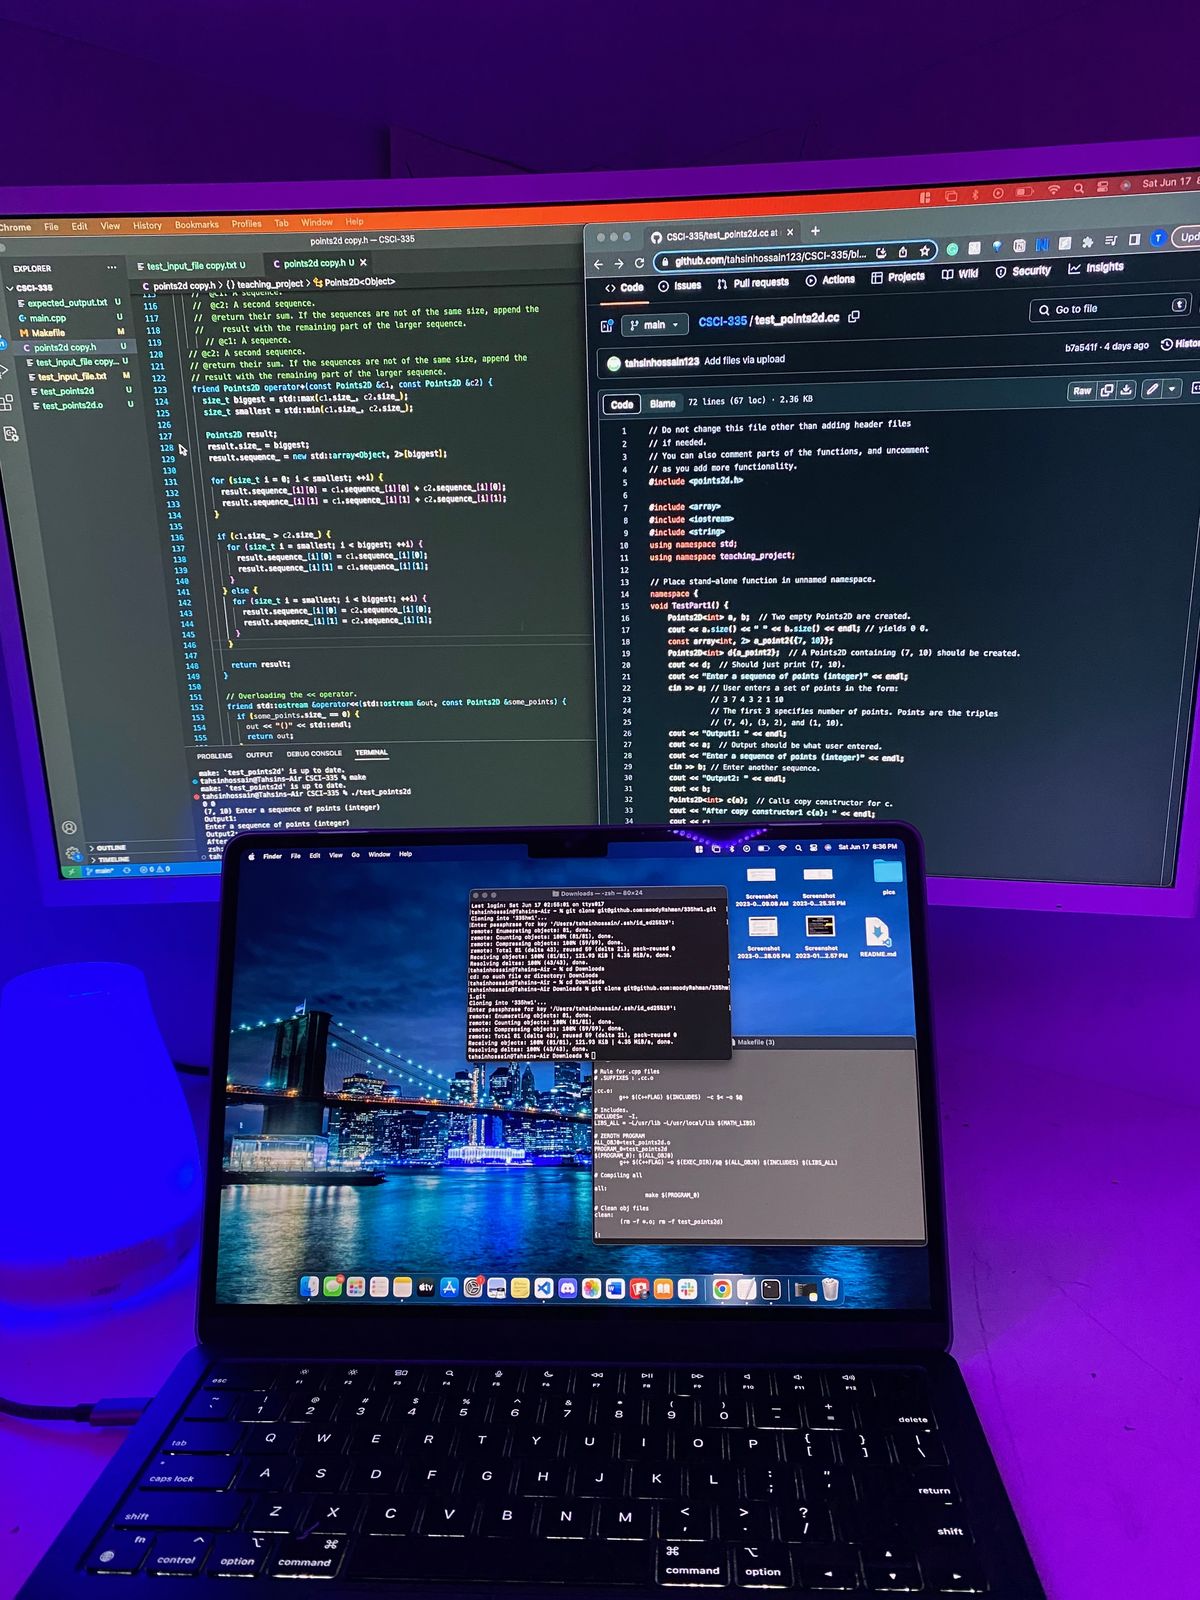 Chrome File Edit View History Bookmarks Profiles Tab Window Help
Sat Jun 17 8
points2d copy.h — CSCI-335
EXPLORER
CSCI-335
expected_output.txt U
main.cpp U
Makefile M
points2d copy.h U
test_input_file copy... U
test_input_file.txt M
test_points2d U
test_points2d.o U
OUTLINE
TIMELINE
main*
0 0
test_input_file copy.txt U
points2d copy.h U
points2d copy.h > {} teaching_project > Points2D<Object>
115 // @c1: A sequence.
116 // @c2: A second sequence.
117 // @return their sum. If the sequences are not of the same size, append the
118 // result with the remaining part of the larger sequence.
119 // @c1: A sequence.
120 // @c2: A second sequence.
121 // @return their sum. If the sequences are not of the same size, append the
122 // result with the remaining part of the larger sequence.
123 friend Points2D operator+(const Points2D &c1, const Points2D &c2) {
124 size_t biggest = std::max(c1.size_, c2.size_);
125 size_t smallest = std::min(c1.size_, c2.size_);
126
127 Points2D result;
128 result.size_ = biggest;
129 result.sequence_ = new std::array<Object, 2>[biggest];
130
131 for (size_t i = 0; i < smallest; ++i) {
132 result.sequence_[i][0] = c1.sequence_[i][0] + c2.sequence_[i][0];
133 result.sequence_[i][1] = c1.sequence_[i][1] + c2.sequence_[i][1];
134 }
135
136 if (c1.size_ > c2.size_) {
137 for (size_t i = smallest; i < biggest; ++i) {
138 result.sequence_[i][0] = c1.sequence_[i][0];
139 result.sequence_[i][1] = c1.sequence_[i][1];
140 }
141 } else {
142 for (size_t i = smallest; i < biggest; ++i) {
143 result.sequence_[i][0] = c2.sequence_[i][0];
144 result.sequence_[i][1] = c2.sequence_[i][1];
145 }
146 }
147
148 return result;
149 }
150
151 // Overloading the << operator.
152 friend std::ostream &operator<<(std::ostream &out, const Points2D &some_points) {
153 if (some_points.size_ == 0) {
154 out << "()" << std::endl;
155 return out;
PROBLEMS OUTPUT DEBUG CONSOLE TERMINAL
make: `test_points2d' is up to date.
tahsinhossain@Tahsins-Air CSCI-335 % make
make: `test_points2d' is up to date.
tahsinhossain@Tahsins-Air CSCI-335 % ./test_points2d
0 0
(7, 10) Enter a sequence of points (integer)
Output1:
Enter a sequence of points (integer)
Output2:
After
zsh:
tahs
CSCI-335/test_points2d.cc at
github.com/tahsinhossain123/CSCI-335/bl...
T
Upd
Code Issues Pull requests Actions Projects Wiki Security Insights
main
CSCI-335 / test_points2d.cc
Go to file t
tahsinhossain123 Add files via upload
b7a541f · 4 days ago Histor
Code Blame 72 lines (67 loc) · 2.36 KB
Raw
1 // Do not change this file other than adding header files
2 // if needed.
3 // You can also comment parts of the functions, and uncomment
4 // as you add more functionality.
5 #include <points2d.h>
6
7 #include <array>
8 #include <iostream>
9 #include <string>
10 using namespace std;
11 using namespace teaching_project;
12
13 // Place stand-alone function in unnamed namespace.
14 namespace {
15 void TestPart1() {
16 Points2D<int> a, b; // Two empty Points2D are created.
17 cout << a.size() << " " << b.size() << endl; // yields 0 0.
18 const array<int, 2> a_point2{{7, 10}};
19 Points2D<int> d{a_point2}; // A Points2D containing (7, 10) should be created.
20 cout << d; // Should just print (7, 10).
21 cout << "Enter a sequence of points (integer)" << endl;
22 cin >> a; // User enters a set of points in the form:
23 // 3 7 4 3 2 1 10
24 // The first 3 specifies number of points. Points are the triples
25 // (7, 4), (3, 2), and (1, 10).
26 cout << "Output1: " << endl;
27 cout << a; // Output should be what user entered.
28 cout << "Enter a sequence of points (integer)" << endl;
29 cin >> b; // Enter another sequence.
30 cout << "Output2: " << endl;
31 cout << b;
32 Points2D<int> c{a}; // Calls copy constructor for c.
33 cout << "After copy constructor1 c{a}: " << endl;
34 cout << c;
Finder File Edit View Go Window Help
Sat Jun 17 8:36 PM
Screenshot
2023-0...09.08 AM
Screenshot
2023-0...25.35 PM
pics
Screenshot
2023-0...28.05 PM
Screenshot
2023-01...2.57 PM
README.md
Downloads — -zsh — 80×24
Last login: Sat Jun 17 02:55:01 on ttys017
tahsinhossain@Tahsins-Air ~ % git clone git@github.com:moodyRahman/335hw1.git
Cloning into '335hw1'...
Enter passphrase for key '/Users/tahsinhossain/.ssh/id_ed25519':
remote: Enumerating objects: 81, done.
remote: Counting objects: 100% (81/81), done.
remote: Compressing objects: 100% (59/59), done.
remote: Total 81 (delta 43), reused 59 (delta 21), pack-reused 0
Receiving objects: 100% (81/81), 121.93 KiB | 4.35 MiB/s, done.
Resolving deltas: 100% (43/43), done.
tahsinhossain@Tahsins-Air ~ % cd Downloads
cd: no such file or directory: Downloads
tahsinhossain@Tahsins-Air ~ % cd Downloads
tahsinhossain@Tahsins-Air Downloads % git clone git@github.com:moodyRahman/335hw
1.git
Cloning into '335hw1'...
Enter passphrase for key '/Users/tahsinhossain/.ssh/id_ed25519':
remote: Enumerating objects: 81, done.
remote: Counting objects: 100% (81/81), done.
remote: Compressing objects: 100% (59/59), done.
remote: Total 81 (delta 43), reused 59 (delta 21), pack-reused 0
Receiving objects: 100% (81/81), 121.93 KiB | 4.35 MiB/s, done.
Resolving deltas: 100% (43/43), done.
tahsinhossain@Tahsins-Air Downloads %
Makefile (3)
# Rule for .cpp files
# .SUFFIXES : .cc.o
.cc.o:
g++ $(C++FLAG) $(INCLUDES) -c $< -o $@
# Includes.
INCLUDES= -I.
LIBS_ALL = -L/usr/lib -L/usr/local/lib $(MATH_LIBS)
# ZEROTH PROGRAM
ALL_OBJ0=test_points2d.o
PROGRAM_0=test_points2d
$(PROGRAM_0): $(ALL_OBJ0)
g++ $(C++FLAG) -o $(EXEC_DIR)/$@ $(ALL_OBJ0) $(INCLUDES) $(LIBS_ALL)
# Compiling all
all:
make $(PROGRAM_0)
# Clean obj files
clean:
(rm -f *.o; rm -f test_points2d)
(:
tv
esc F1 F2 F3 F4 F5 F6 F7 F8 F9 F10 F11 F12
~ ` ! 1 @ 2 # 3 $ 4 % 5 ^ 6 & 7 * 8 ( 9 ) 0 _ - + = delete
tab Q W E R T Y U I O P { [ } ] | \
caps lock A S D F G H J K L : ; " ' return
shift Z X C V B N M < , > . ? / shift
fn control option command command option